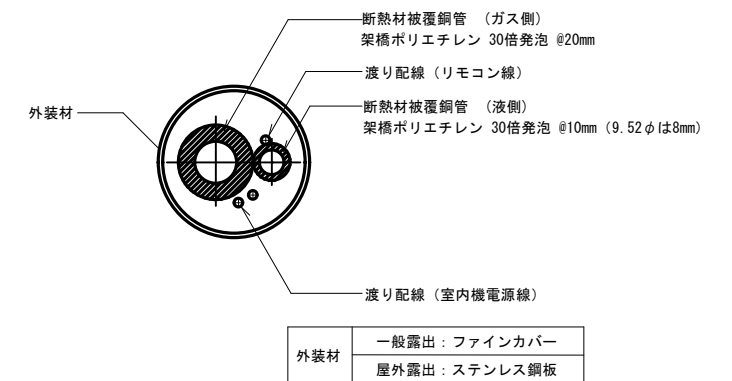 断熱材被覆銅管 （ガス側）
架橋ポリエチレン 30倍発泡 @20mm
渡り配線（リモコン線）
断熱材被覆銅管 （液側）
架橋ポリエチレン 30倍発泡 @10mm（9.52φは8mm）
外装材
渡り配線（室内機電源線）
外装材
一般露出：ファインカバー
屋外露出：ステンレス鋼板